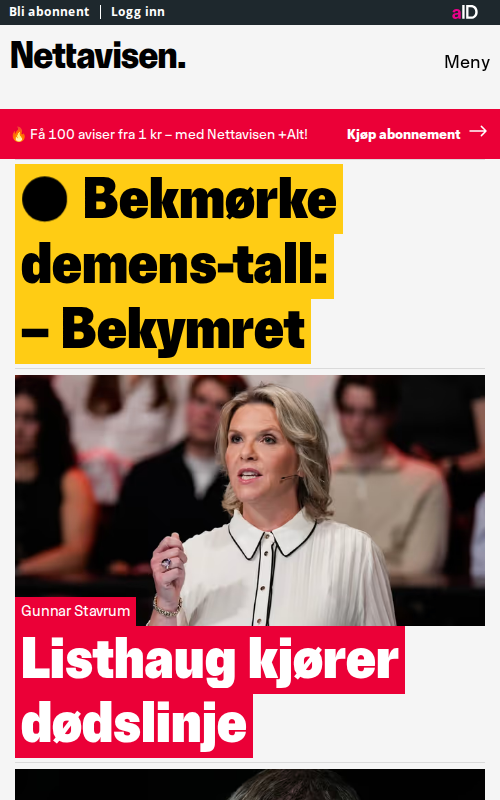 Bli abonnent | Logg inn
aID
Nettavisen.
Meny
🔥 Få 100 aviser fra 1 kr – med Nettavisen +Alt!
Kjøp abonnement →
● Bekmørke
demens-tall:
– Bekymret
Gunnar Stavrum
Listhaug kjører
dødslinje